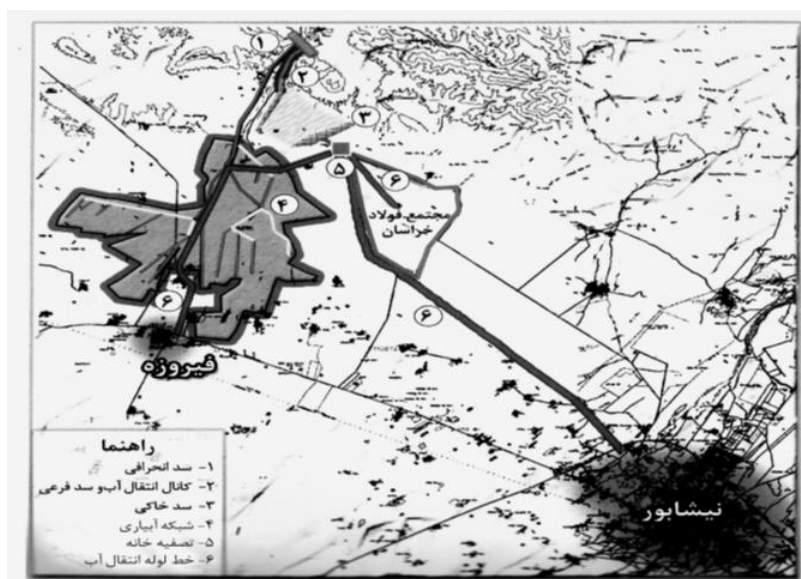 ۱
۲
۳
۵
۶
۴
مجتمع فولاد
خراسان
۶
۶
فیروزه
نیشابور
راهنما
۱- سد انحرافی
۲- کانال انتقال آب و سد فرعی
۳- سد خاکی
۴- شبکه آبیاری
۵- تصفیه خانه
۶- خط لوله انتقال آب